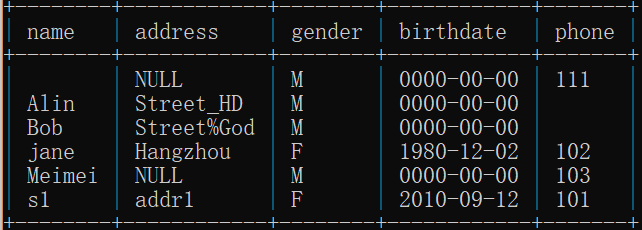 name address gender birthdate phone
NULL M 0000-00-00 111
Alin Street_HD M 0000-00-00
Bob Street%God M 0000-00-00
jane Hangzhou F 1980-12-02 102
Meimei NULL M 0000-00-00 103
s1 addr1 F 2010-09-12 101